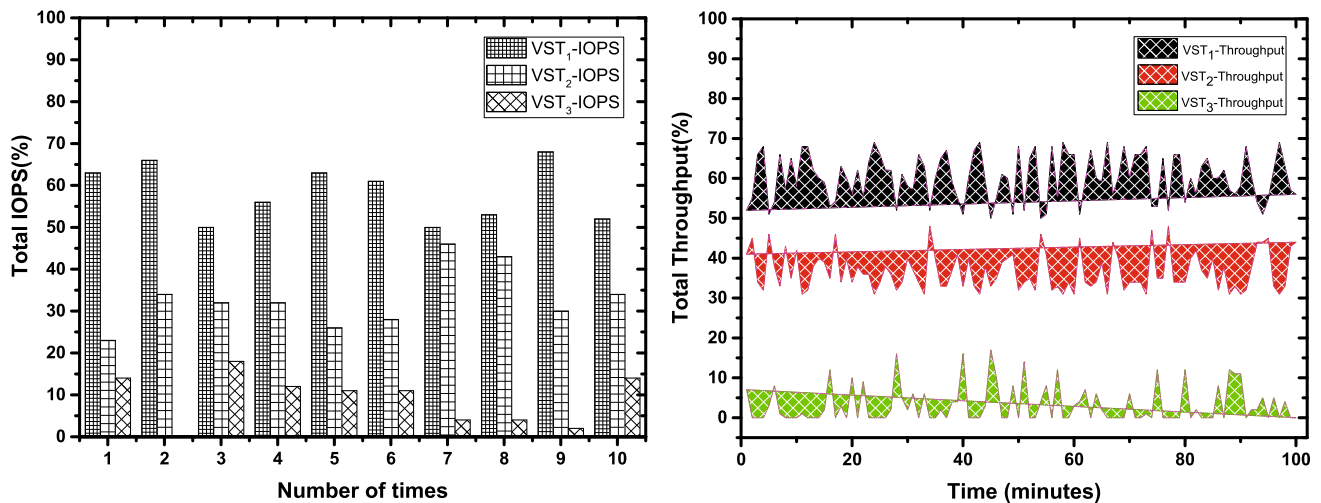 100
90
80
70
60
50
40
30
20
10
0
Total IOPS(%)
VST1-IOPS
VST2-IOPS
VST3-IOPS
1 2 3 4 5 6 7 8 9 10
Number of times
100
90
80
70
60
50
40
30
20
10
0
Total Throughput(%)
VST1-Throughput
VST2-Throughput
VST3-Throughput
0 20 40 60 80 100
Time (minutes)